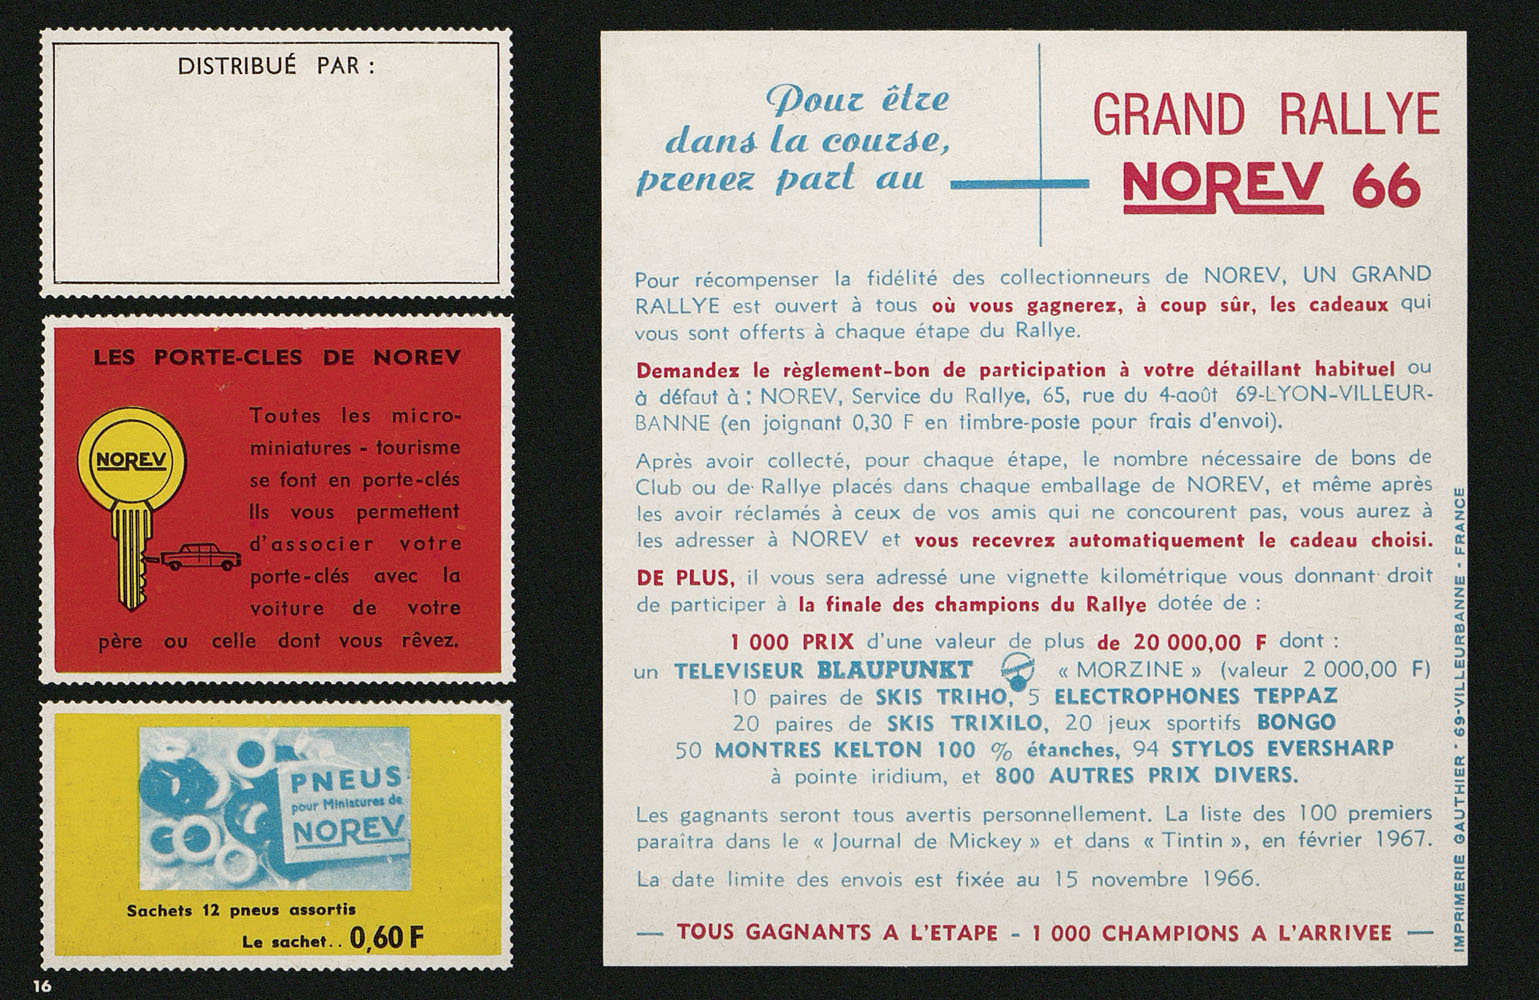 DISTRIBUÉ PAR :
LES PORTE-CLES DE NOREV
NOREV
Toutes les micro-
miniatures - tourisme
se font en porte-clés
Ils vous permettent
d'associer votre
porte-clés avec la
voiture de votre
père ou celle dont vous rêvez.
PNEUS
pour Miniatures de
NOREV
Sachets 12 pneus assortis
Le sachet.. 0,60 F
16
Pour être
dans la course,
prenez part au
GRAND RALLYE
NOREV 66
Pour récompenser la fidélité des collectionneurs de NOREV, UN GRAND
RALLYE est ouvert à tous où vous gagnerez, à coup sûr, les cadeaux qui
vous sont offerts à chaque étape du Rallye.
Demandez le règlement-bon de participation à votre détaillant habituel ou
à défaut à : NOREV, Service du Rallye, 65, rue du 4-août 69-LYON-VILLEUR-
BANNE (en joignant 0,30 F en timbre-poste pour frais d'envoi).
Après avoir collecté, pour chaque étape, le nombre nécessaire de bons de
Club ou de Rallye placés dans chaque emballage de NOREV, et même après
les avoir réclamés à ceux de vos amis qui ne concourent pas, vous aurez à
les adresser à NOREV et vous recevrez automatiquement le cadeau choisi.
DE PLUS, il vous sera adressé une vignette kilométrique vous donnant droit
de participer à la finale des champions du Rallye dotée de :
1 000 PRIX d'une valeur de plus de 20 000,00 F dont :
un TELEVISEUR BLAUPUNKT « MORZINE » (valeur 2 000,00 F)
10 paires de SKIS TRIHO, 5 ELECTROPHONES TEPPAZ
20 paires de SKIS TRIXILO, 20 jeux sportifs BONGO
50 MONTRES KELTON 100 % étanches, 94 STYLOS EVERSHARP
à pointe iridium, et 800 AUTRES PRIX DIVERS.
Les gagnants seront tous avertis personnellement. La liste des 100 premiers
paraîtra dans le « Journal de Mickey » et dans « Tintin », en février 1967.
La date limite des envois est fixée au 15 novembre 1966.
— TOUS GAGNANTS A L'ETAPE - 1 000 CHAMPIONS A L'ARRIVEE —
IMPRIMERIE GAUTHIER - 69-VILLEURBANNE - FRANCE